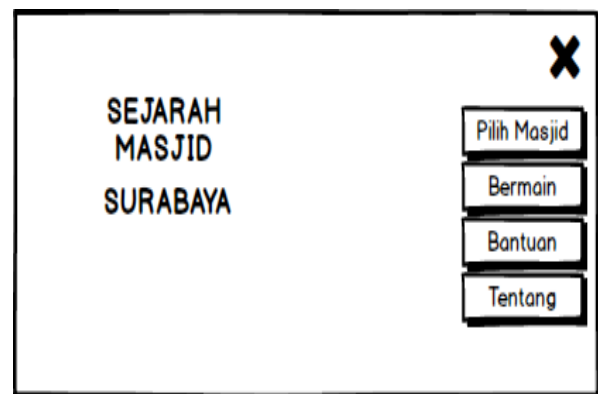 SEJARAH
MASJID
SURABAYA
Pilih Masjid
Bermain
Bantuan
Tentang